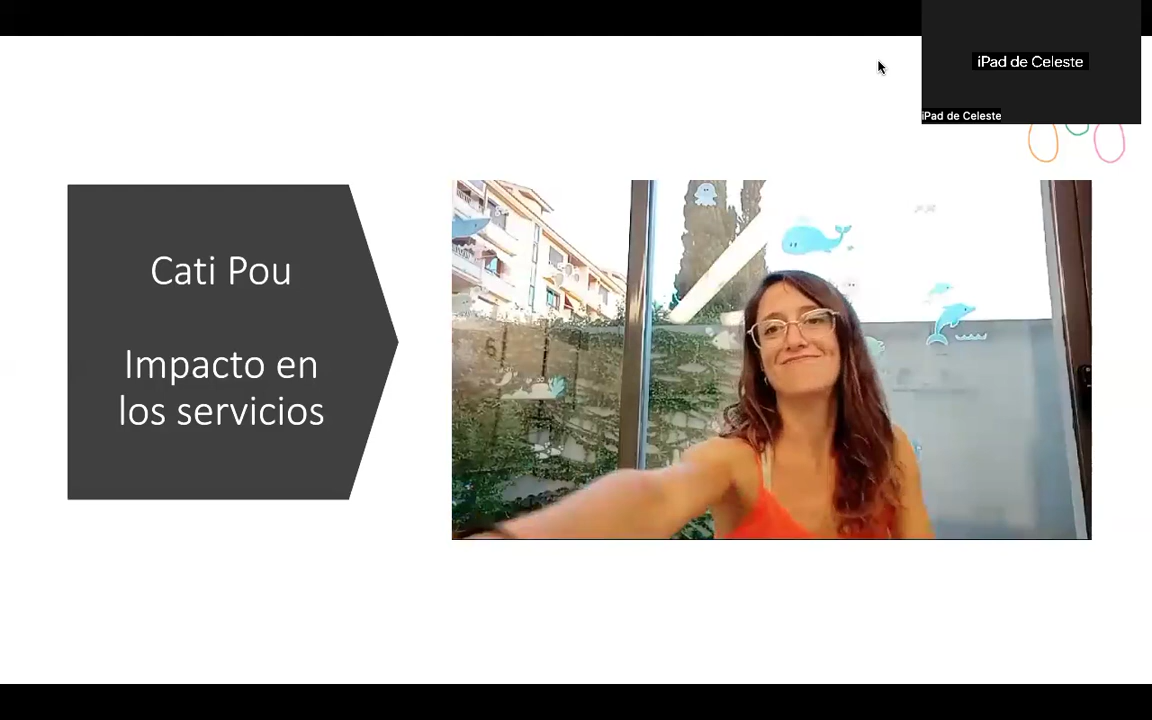 iPad de Celeste
iPad de Celeste
Cati Pou
Impacto en
los servicios